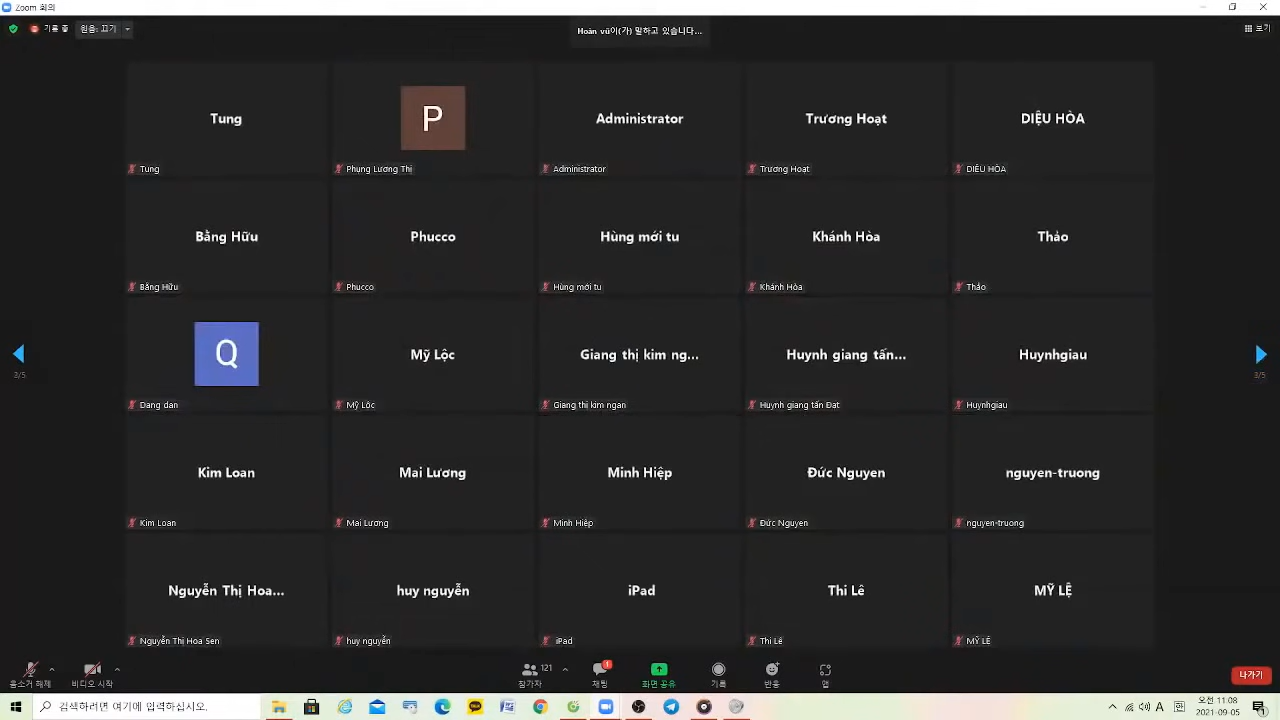 Zoom 회의
기록 중
원음: 끄기
Hoàn vũ이(가) 말하고 있습니다...
보기
Tung
P
Administrator
Trương Hoạt
DIỆU HÒA
Tung
Phụng Lương Thị
Administrator
Trương Hoạt
DIỆU HÒA
Bằng Hữu
Phucco
Hùng mới tu
Khánh Hòa
Thảo
Bằng Hữu
Phucco
Hùng mới tu
Khánh Hòa
Thảo
Q
Mỹ Lộc
Giang thị kim ng...
Huynh giang tấn...
Huynhgiau
3/5
3/5
Dang dan
Mỹ Lộc
Giang thị kim ngan
Huynh giang tấn Đat
Huynhgiau
Kim Loan
Mai Lương
Minh Hiệp
Đức Nguyen
nguyen-truong
Kim Loan
Mai Lương
Minh Hiệp
Đức Nguyen
nguyen-truong
Nguyễn Thị Hoa...
huy nguyễn
iPad
Thi Lê
MỸ LỆ
Nguyễn Thị Hoa Sen
huy nguyễn
iPad
Thi Lê
MỸ LỆ
121
1
음소거 해제
비디오 시작
참가자
채팅
화면 공유
기록
반응
앱
나가기
검색하려면 여기에 입력하십시오.
A
오전 11:08
2021-09-05